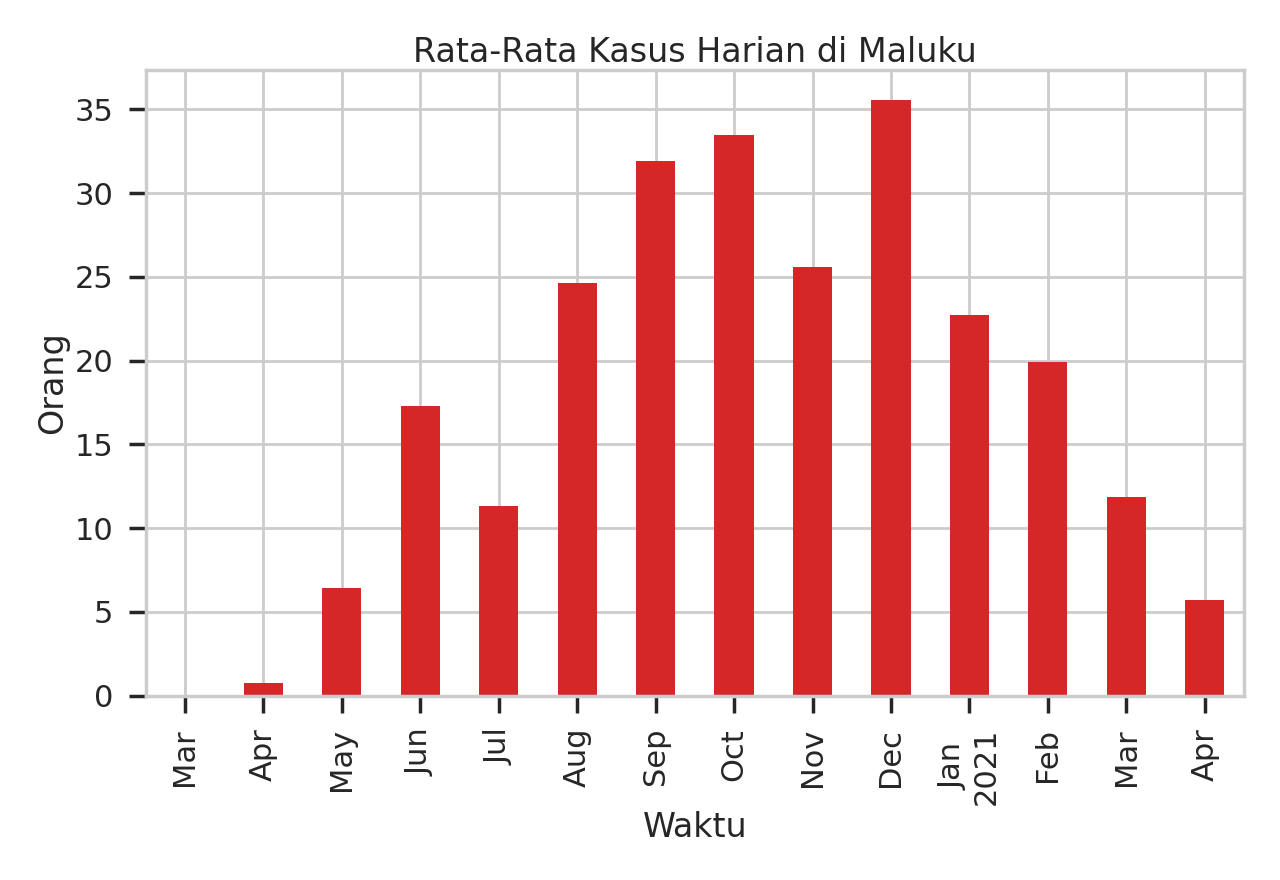 Rata-Rata Kasus Harian di Maluku
Orang
35
30
25
20
15
10
5
0
Mar
Apr
May
Jun
Jul
Aug
Sep
Oct
Nov
Dec
Jan
2021
Feb
Mar
Apr
Waktu